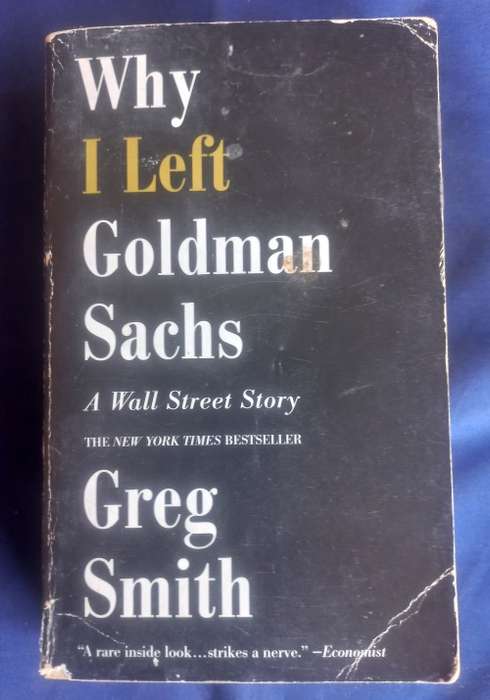 Why
I Left
Goldman
Sachs
A Wall Street Story
THE NEW YORK TIMES BESTSELLER
Greg
Smith
“A rare inside look…strikes a nerve.” —Economist